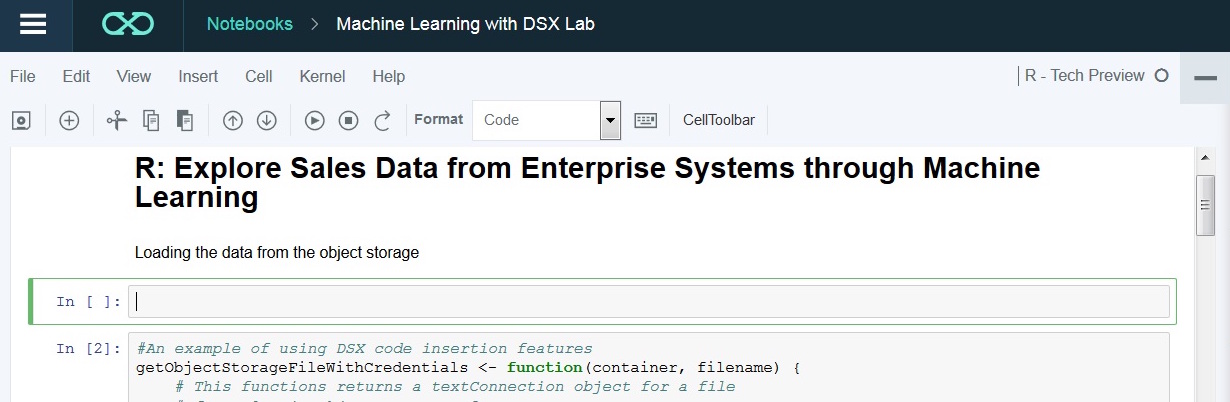 Notebooks > Machine Learning with DSX Lab
File Edit View Insert Cell Kernel Help R - Tech Preview
Format Code CellToolbar
R: Explore Sales Data from Enterprise Systems through Machine
Learning
Loading the data from the object storage
In [ ]:
In [2]: #An example of using DSX code insertion features
getObjectStorageFileWithCredentials <- function(container, filename) {
# This functions returns a textConnection object for a file